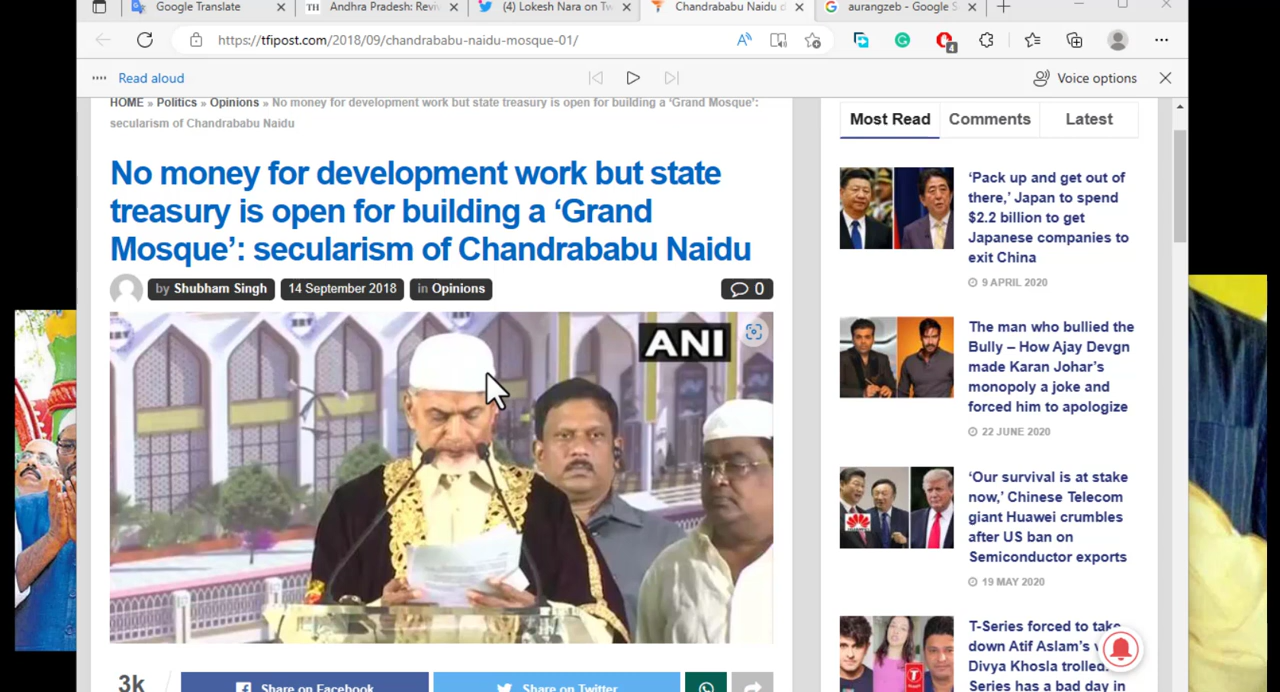 Google Translate
TH
Andhra Pradesh: Reviv
(4) Lokesh Nara on Tw
Chandrababu Naidu d
aurangzeb - Google S
https://tfipost.com/2018/09/chandrababu-naidu-mosque-01/
4
Read aloud
Voice options
HOME » Politics » Opinions » No money for development work but state treasury is open for building a ‘Grand Mosque’:
secularism of Chandrababu Naidu
No money for development work but state
treasury is open for building a ‘Grand
Mosque’: secularism of Chandrababu Naidu
by Shubham Singh
14 September 2018
in Opinions
0
ANI
3k
Share on Facebook
Share on Twitter
Most Read
Comments
Latest
‘Pack up and get out of
there,’ Japan to spend
$2.2 billion to get
Japanese companies to
exit China
9 APRIL 2020
The man who bullied the
Bully – How Ajay Devgn
made Karan Johar’s
monopoly a joke and
forced him to apologize
22 JUNE 2020
‘Our survival is at stake
now,’ Chinese Telecom
giant Huawei crumbles
after US ban on
Semiconductor exports
19 MAY 2020
T-Series forced to take
down Atif Aslam’s
Divya Khosla trolled.
Series has a bad day in